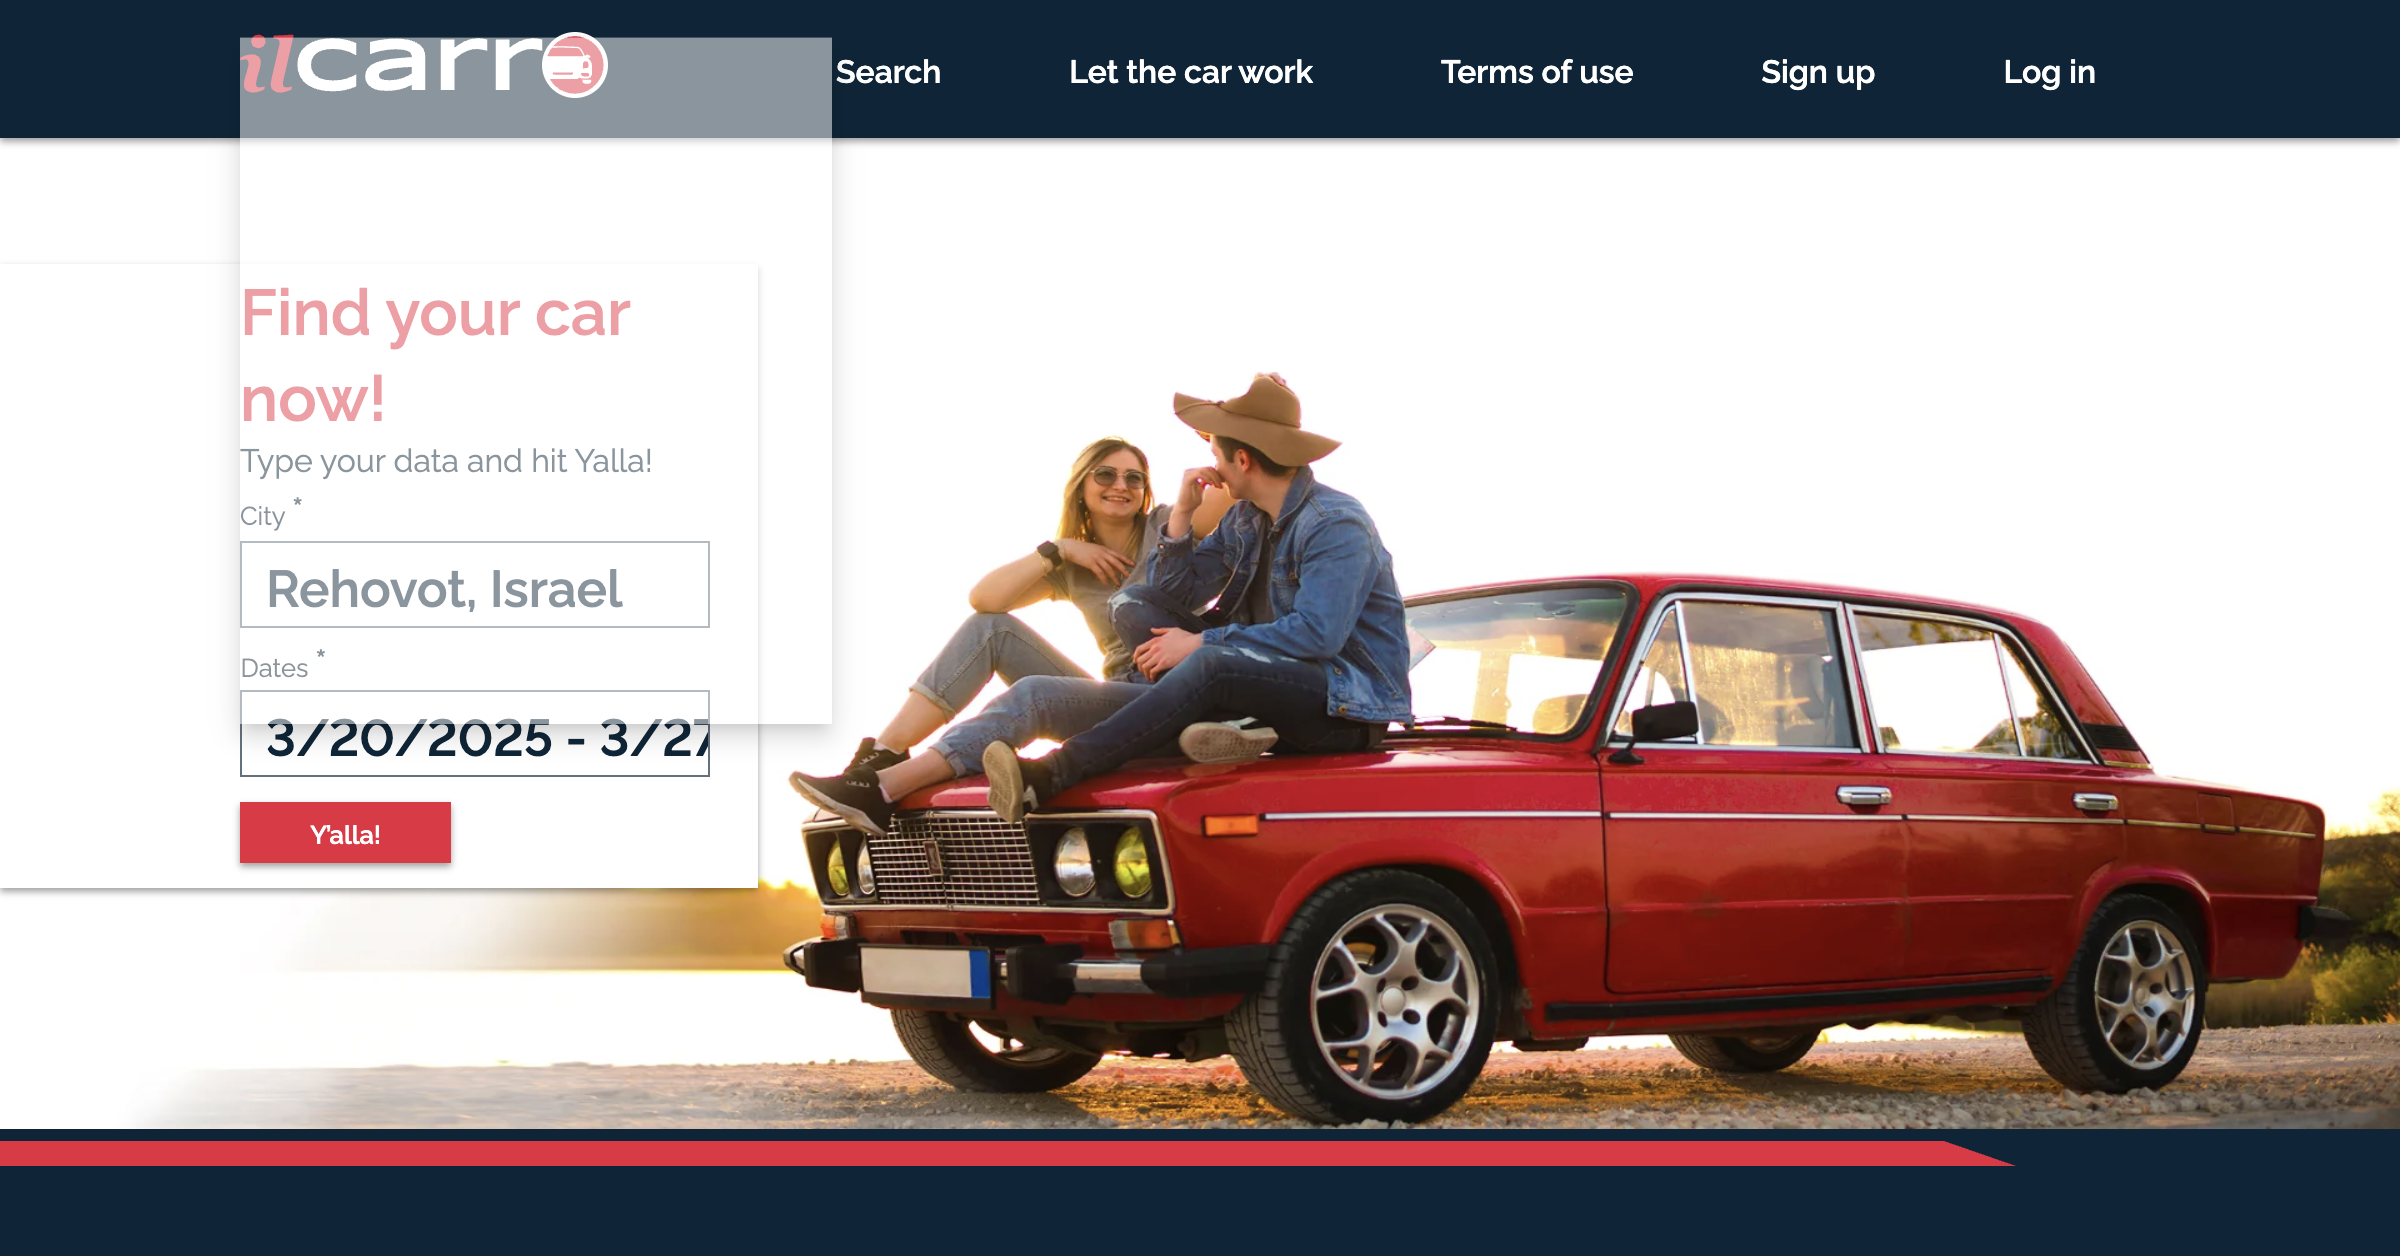 ilcarro
Search
Let the car work
Terms of use
Sign up
Log in
Find your car
now!
Type your data and hit Yalla!
City *
Rehovot, Israel
Dates *
3/20/2025 - 3/27
Y'alla!